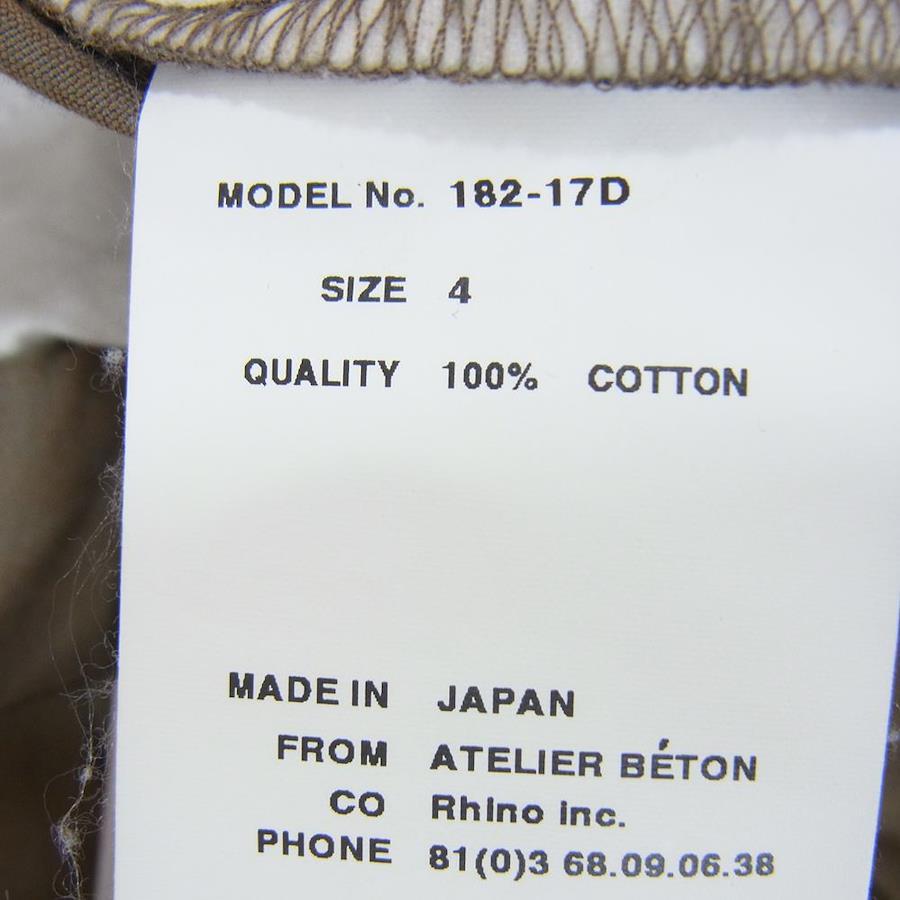 MODEL No. 182-17D
SIZE 4
QUALITY 100% COTTON
MADE IN JAPAN
FROM ATELIER BÉTON
CO Rhino inc.
PHONE 81(0)3 68.09.06.38